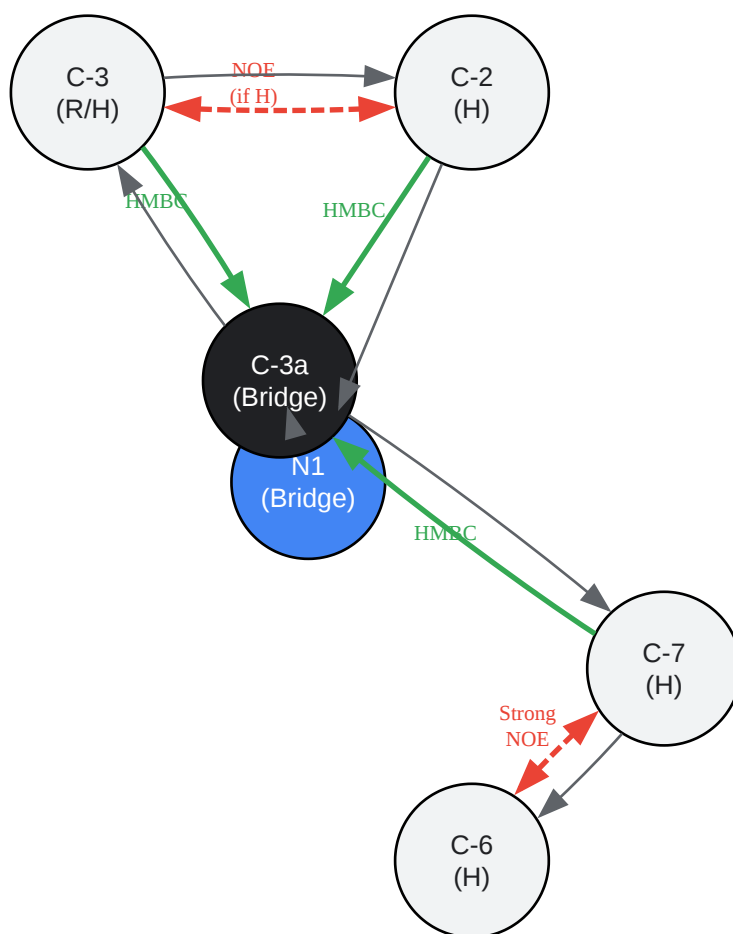 C-3
(R/H)
NOE
(if H)
C-2
(H)
HMBC
HMBC
C-3a
(Bridge)
N1
(Bridge)
HMBC
C-7
(H)
Strong
NOE
C-6
(H)